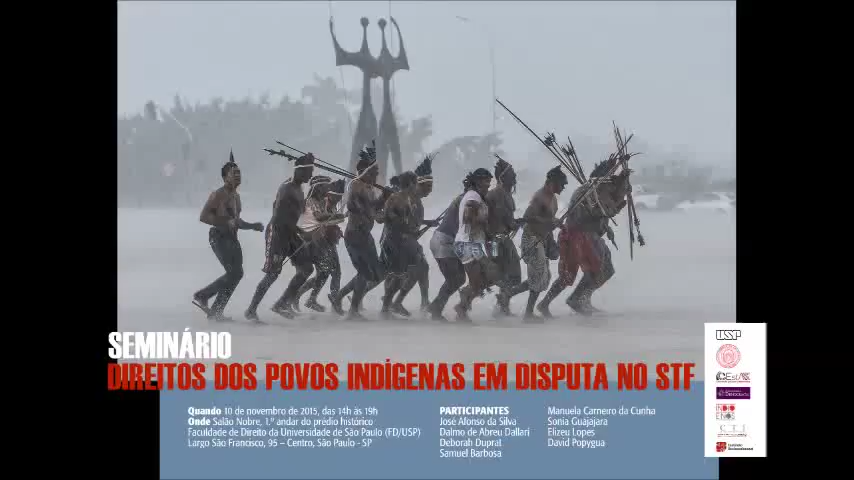 SEMINÁRIO
DIREITOS DOS POVOS INDÍGENAS EM DISPUTA NO STF
Quando 10 de novembro de 2015, das 14h às 19h
Onde Salão Nobre, 1.º andar do prédio histórico
Faculdade de Direito da Universidade de São Paulo (FD/USP)
Largo São Francisco, 95 – Centro, São Paulo - SP
PARTICIPANTES
José Afonso da Silva
Dalmo de Abreu Dallari
Deborah Duprat
Samuel Barbosa
Manuela Carneiro da Cunha
Sonia Guajajara
Elizeu Lopes
David Popygua
USP